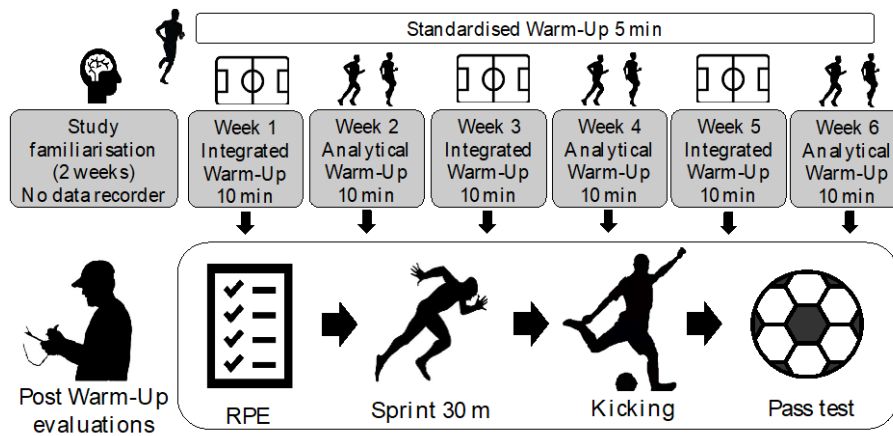 Standardised Warm-Up 5 min
Study
familiarisation
(2 weeks)
No data recorder
Week 1
Integrated
Warm-Up
10 min
Week 2
Analytical
Warm-Up
10 min
Week 3
Integrated
Warm-Up
10 min
Week 4
Analytical
Warm-Up
10 min
Week 5
Integrated
Warm-Up
10 min
Week 6
Analytical
Warm-Up
10 min
Post Warm-Up
evaluations
RPE
Sprint 30 m
Kicking
Pass test